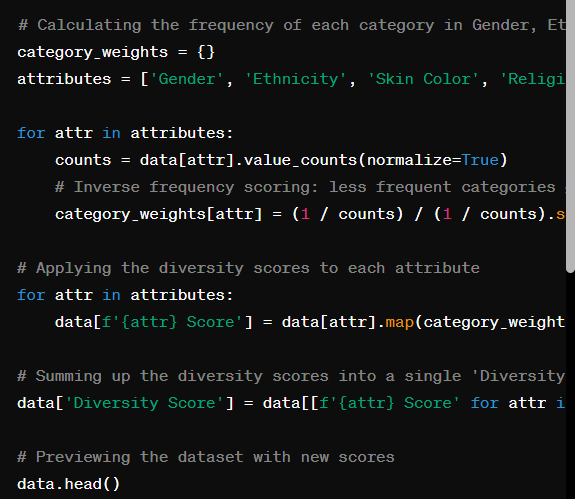 # Calculating the frequency of each category in Gender, Et
category_weights = {}
attributes = ['Gender', 'Ethnicity', 'Skin Color', 'Religi
for attr in attributes:
counts = data[attr].value_counts(normalize=True)
# Inverse frequency scoring: less frequent categories
category_weights[attr] = (1 / counts) / (1 / counts).s
# Applying the diversity scores to each attribute
for attr in attributes:
data[f'{attr} Score'] = data[attr].map(category_weight
# Summing up the diversity scores into a single 'Diversity
data['Diversity Score'] = data[[f'{attr} Score' for attr i
# Previewing the dataset with new scores
data.head()